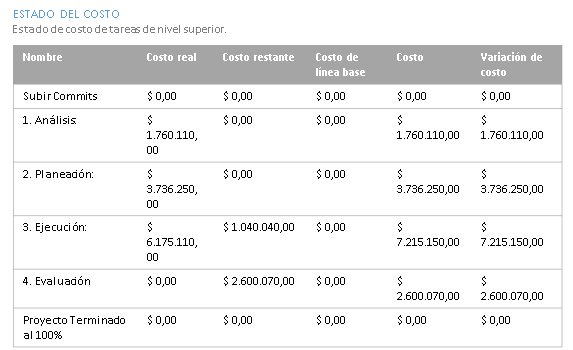 ESTADO DEL COSTO
Estado de costo de tareas de nivel superior.
Nombre Costo real Costo restante Costo de línea base Costo Variación de costo
Subir Commits $ 0,00 $ 0,00 $ 0,00 $ 0,00 $ 0,00
1. Análisis: $ 1.760.110,00 $ 0,00 $ 0,00 $ 1.760.110,00 $ 1.760.110,00
2. Planeación: $ 3.736.250,00 $ 0,00 $ 0,00 $ 3.736.250,00 $ 3.736.250,00
3. Ejecución: $ 6.175.110,00 $ 1.040.040,00 $ 0,00 $ 7.215.150,00 $ 7.215.150,00
4. Evaluación $ 0,00 $ 2.600.070,00 $ 0,00 $ 2.600.070,00 $ 2.600.070,00
Proyecto Terminado al 100% $ 0,00 $ 0,00 $ 0,00 $ 0,00 $ 0,00